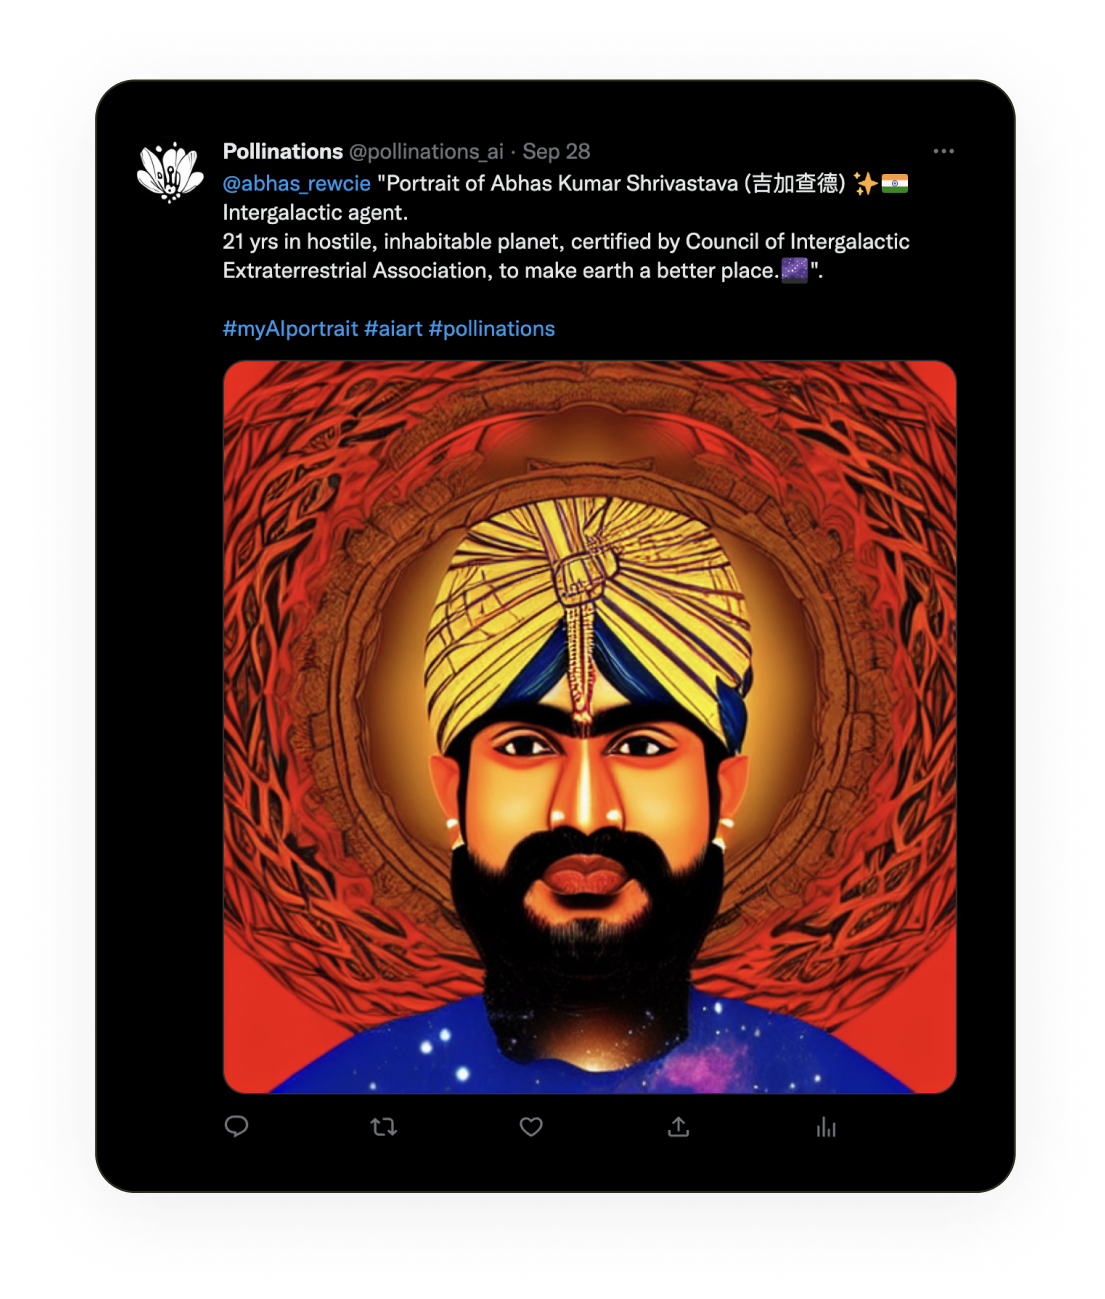 Pollinations @pollinations_ai · Sep 28
@abhas_rewcie "Portrait of Abhas Kumar Shrivastava (吉加查德) ✨🇮🇳
Intergalactic agent.
21 yrs in hostile, inhabitable planet, certified by Council of Intergalactic
Extraterrestrial Association, to make earth a better place.🌌".
#myAIportrait #aiart #pollinations